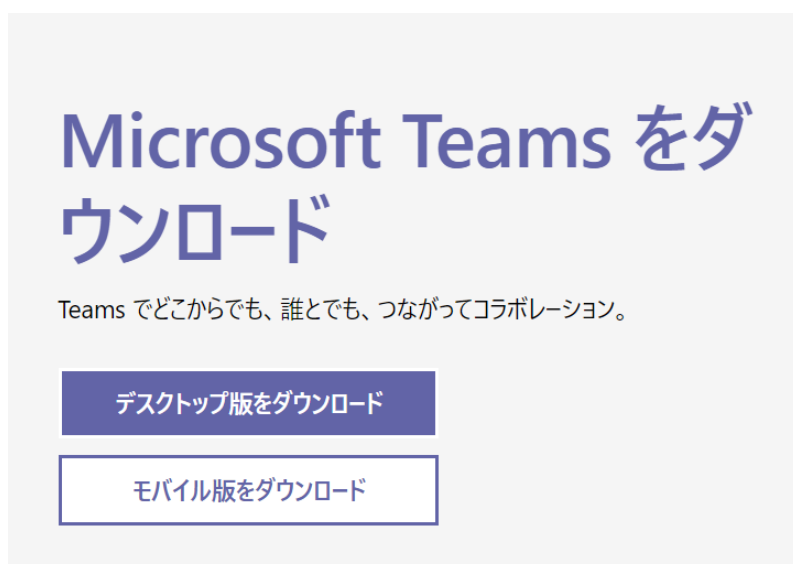 Microsoft Teams をダ
ウンロード
Teams でどこからでも、誰とでも、つながってコラボレーション。
デスクトップ版をダウンロード
モバイル版をダウンロード